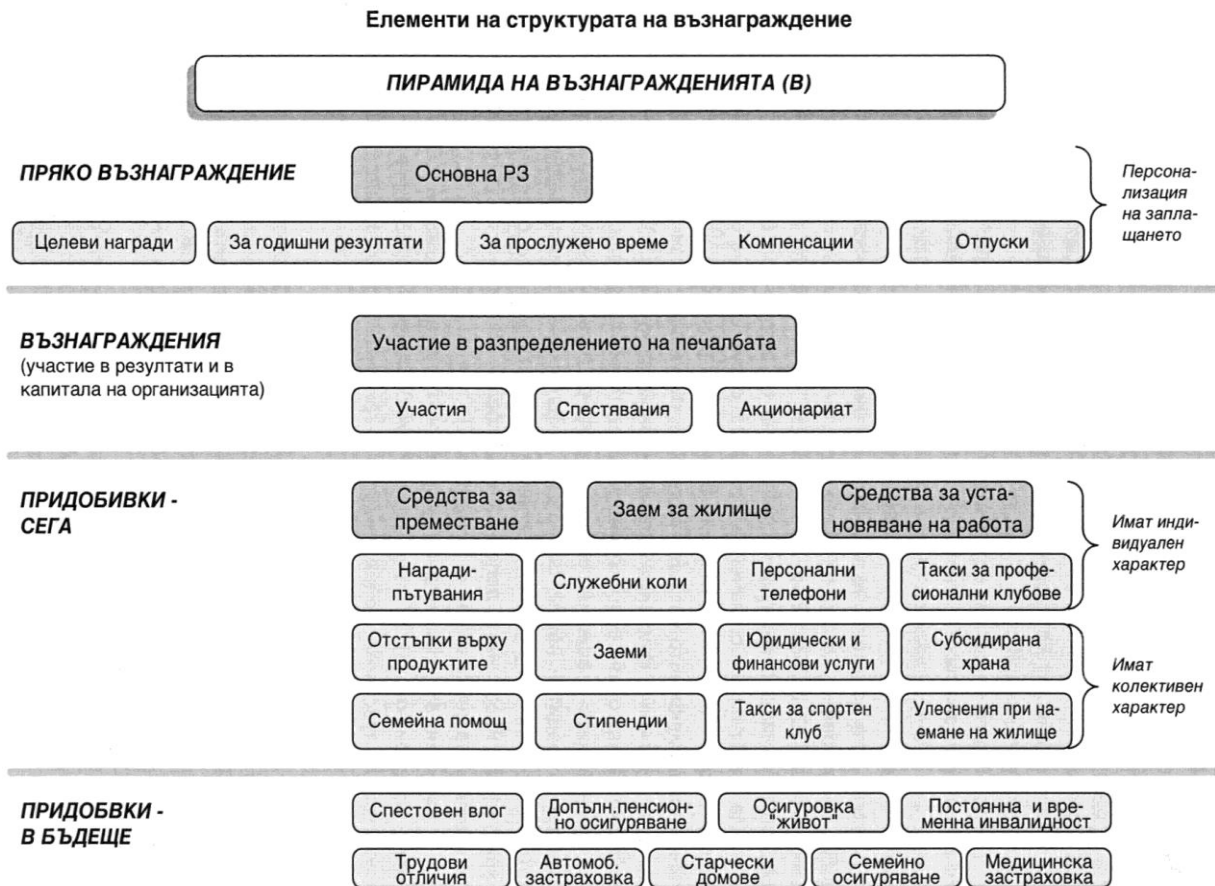 Елементи на структурата на възнаграждение
ПИРАМИДА НА ВЪЗНАГРАЖДЕНИЯТА (В)
ПРЯКО ВЪЗНАГРАЖДЕНИЕ
Основна РЗ
Персона-
лизация
на запла-
щането
Целеви награди
За годишни резултати
За прослужено време
Компенсации
Отпуски
ВЪЗНАГРАЖДЕНИЯ
(участие в резултати и в
капитала на организацията)
Участие в разпределението на печалбата
Участия
Спестявания
Акционариат
ПРИДОБИВКИ -
СЕГА
Средства за
преместване
Заем за жилище
Средства за уста-
новяване на работа
Имат инди-
видуален
характер
Награди-
пътувания
Служебни коли
Персонални
телефони
Такси за профе-
сионални клубове
Отстъпки върху
продуктите
Заеми
Юридически и
финансови услуги
Субсидирана
храна
Имат
колективен
характер
Семейна помощ
Стипендии
Такси за спортен
клуб
Улеснения при на-
емане на жилище
ПРИДОБВКИ -
В БЪДЕЩЕ
Спестовен влог
Допълн.пенсион-
но осигуряване
Осигуровка
"живот"
Постоянна и вре-
менна инвалидност
Трудови
отличия
Автомоб.
застраховка
Старчески
домове
Семейно
осигуряване
Медицинска
застраховка